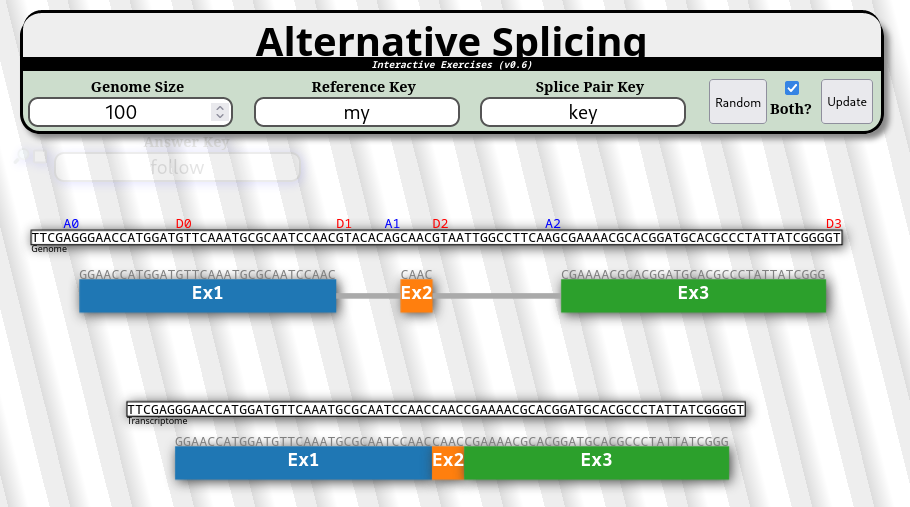 Alternative Splicing
Interactive Exercises (v0.6)
Genome Size Reference Key Splice Pair Key
100 my key Random Both? Update
Answer Key
follow
A0 D0 D1 A1 D2 A2 D3
TTCGAGGGAACCATGGATGTTCAAATGCGCAATCCAACGTACACAGCAACGTAATTGGCCTTCAAGCGAAAACGCACGGATGCACGCCCTATTATCGGGGT
Genome
GGAACCATGGATGTTCAAATGCGCAATCCAAC CAAC CGAAAACGCACGGATGCACGCCCTATTATCGGG
Ex1 Ex2 Ex3
TTCGAGGGAACCATGGATGTTCAAATGCGCAATCCAACCAACCGAAAACGCACGGATGCACGCCCTATTATCGGGGT
Transcriptome
GGAACCATGGATGTTCAAATGCGCAATCCAACCAACCGAAAACGCACGGATGCACGCCCTATTATCGGG
Ex1 Ex2 Ex3